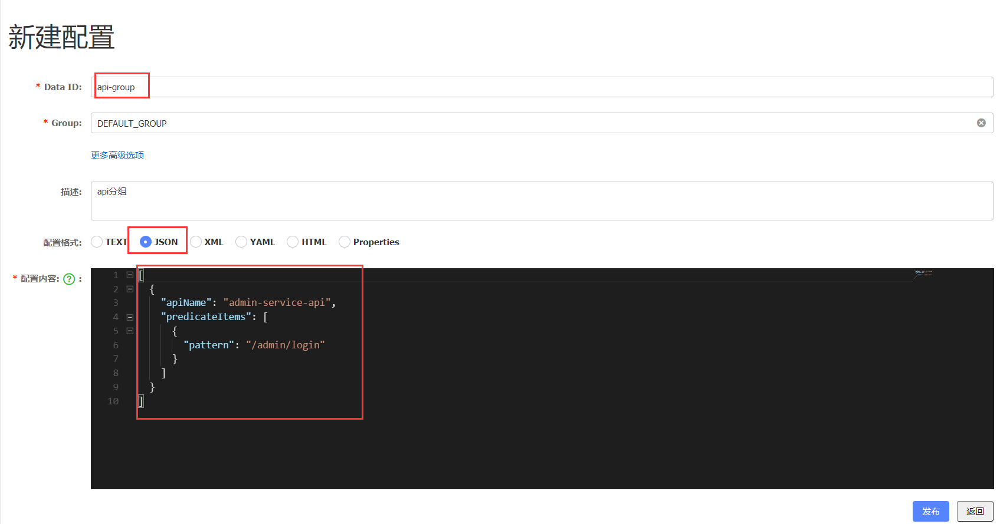 新建配置
* Data ID: api-group
* Group: DEFAULT_GROUP
更多高级选项
描述: api分组
配置格式: TEXT JSON XML YAML HTML Properties
* 配置内容: ? :
1 [
2 {
3 "apiName": "admin-service-api",
4 "predicateItems": [
5 {
6 "pattern": "/admin/login"
7 }
8 ]
9 }
10 ]
发布 返回